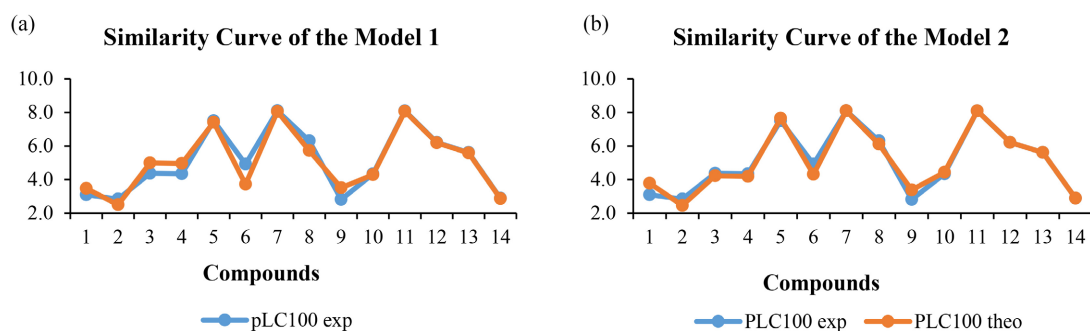 (a)
Similarity Curve of the Model 1
10.0
8.0
6.0
4.0
2.0
1 2 3 4 5 6 7 8 9 10 11 12 13 14
Compounds
pLC100 exp
(b)
Similarity Curve of the Model 2
10.0
8.0
6.0
4.0
2.0
1 2 3 4 5 6 7 8 9 10 11 12 13 14
Compounds
PLC100 exp PLC100 theo